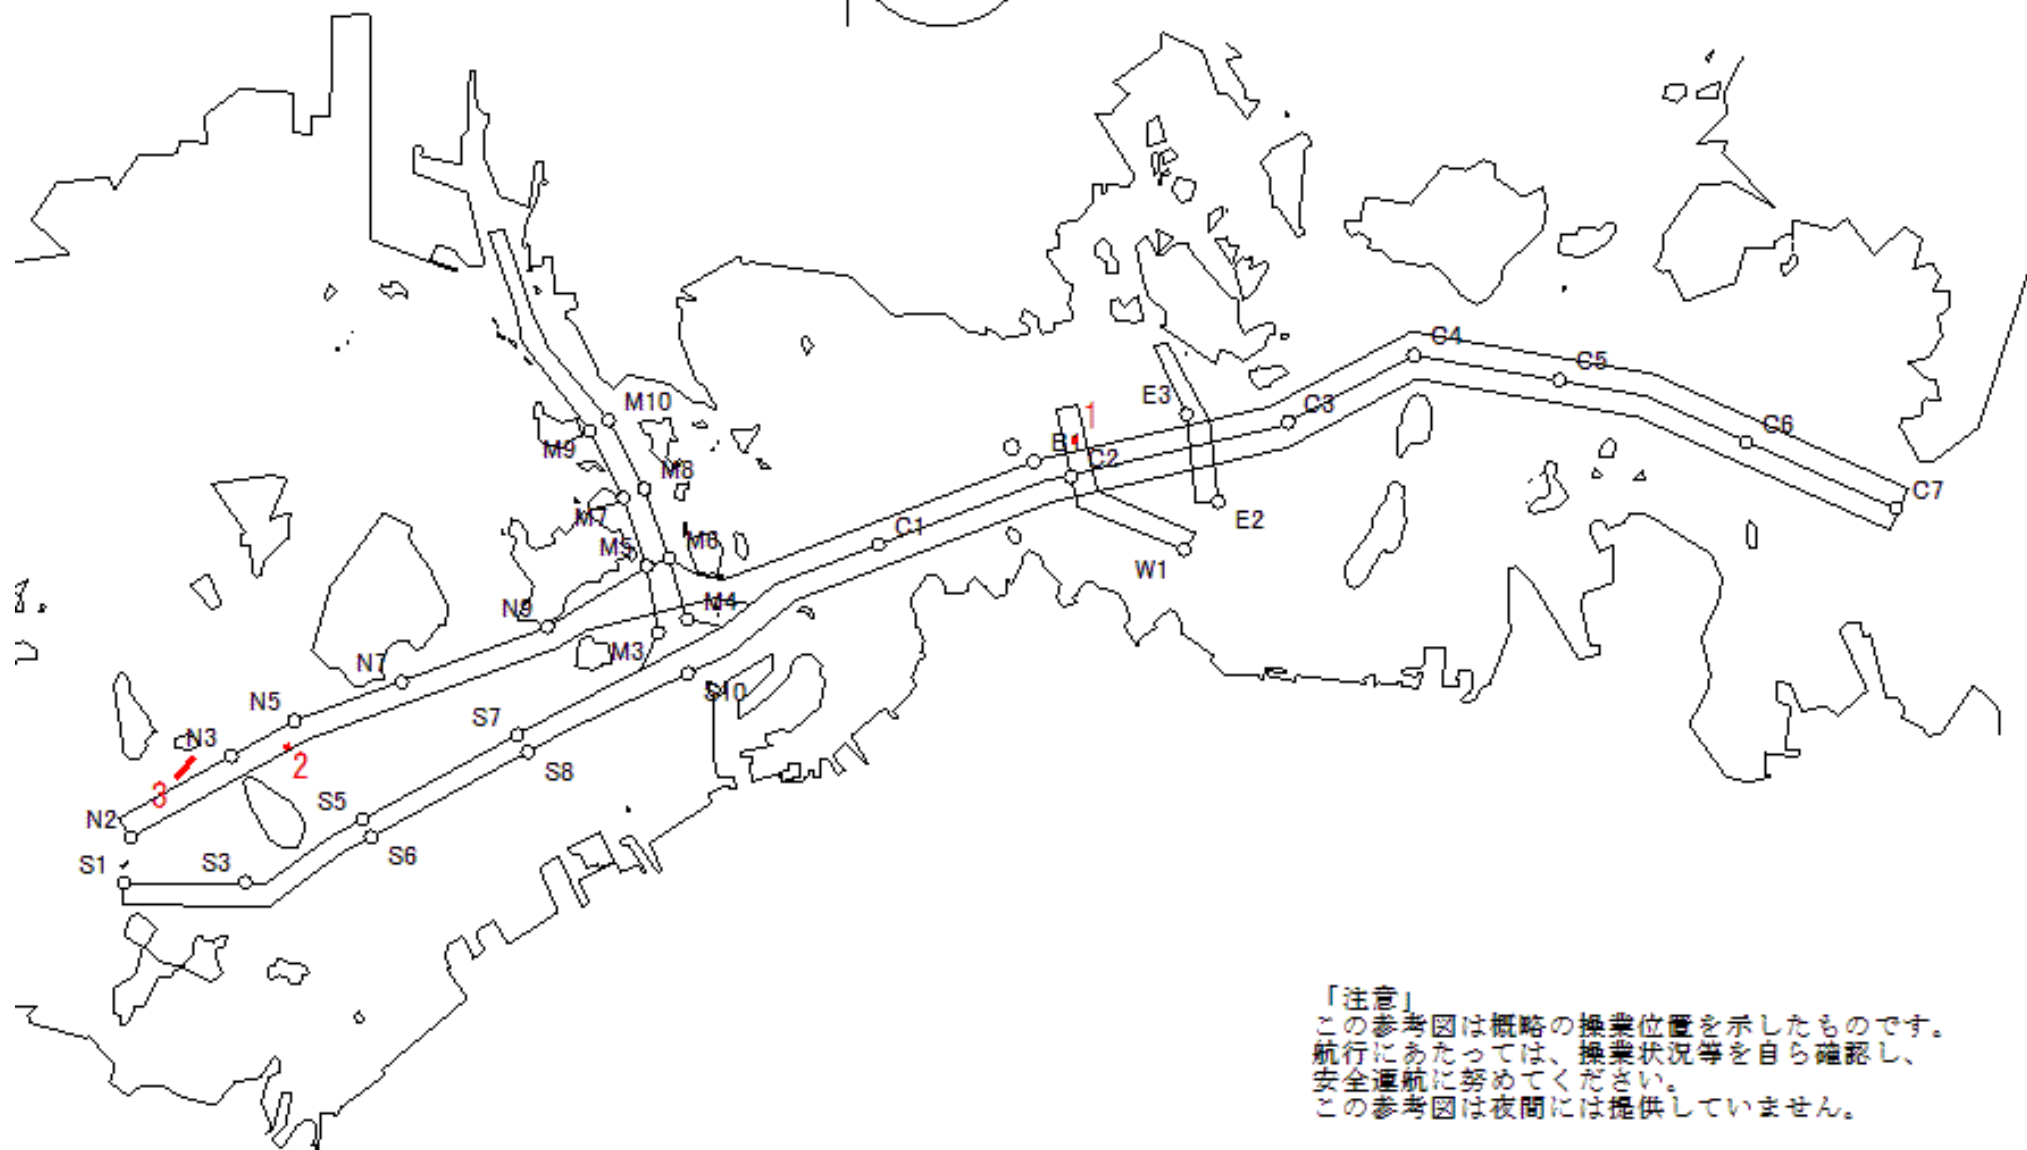 C4
C5
M10
E3
1
C3
C6
M9
B1
C2
M8
C7
M7
E2
C1
M5
M6
W1
N9
M4
M3
N7
S10
N5
S7
N3
2
S8
3
S5
N2
S6
S1
S3
「注意」
この参考図は概略の操業位置を示したものです。
航行にあたっては、操業状況等を自ら確認し、
安全運航に努めてください。
この参考図は夜間には提供していません。